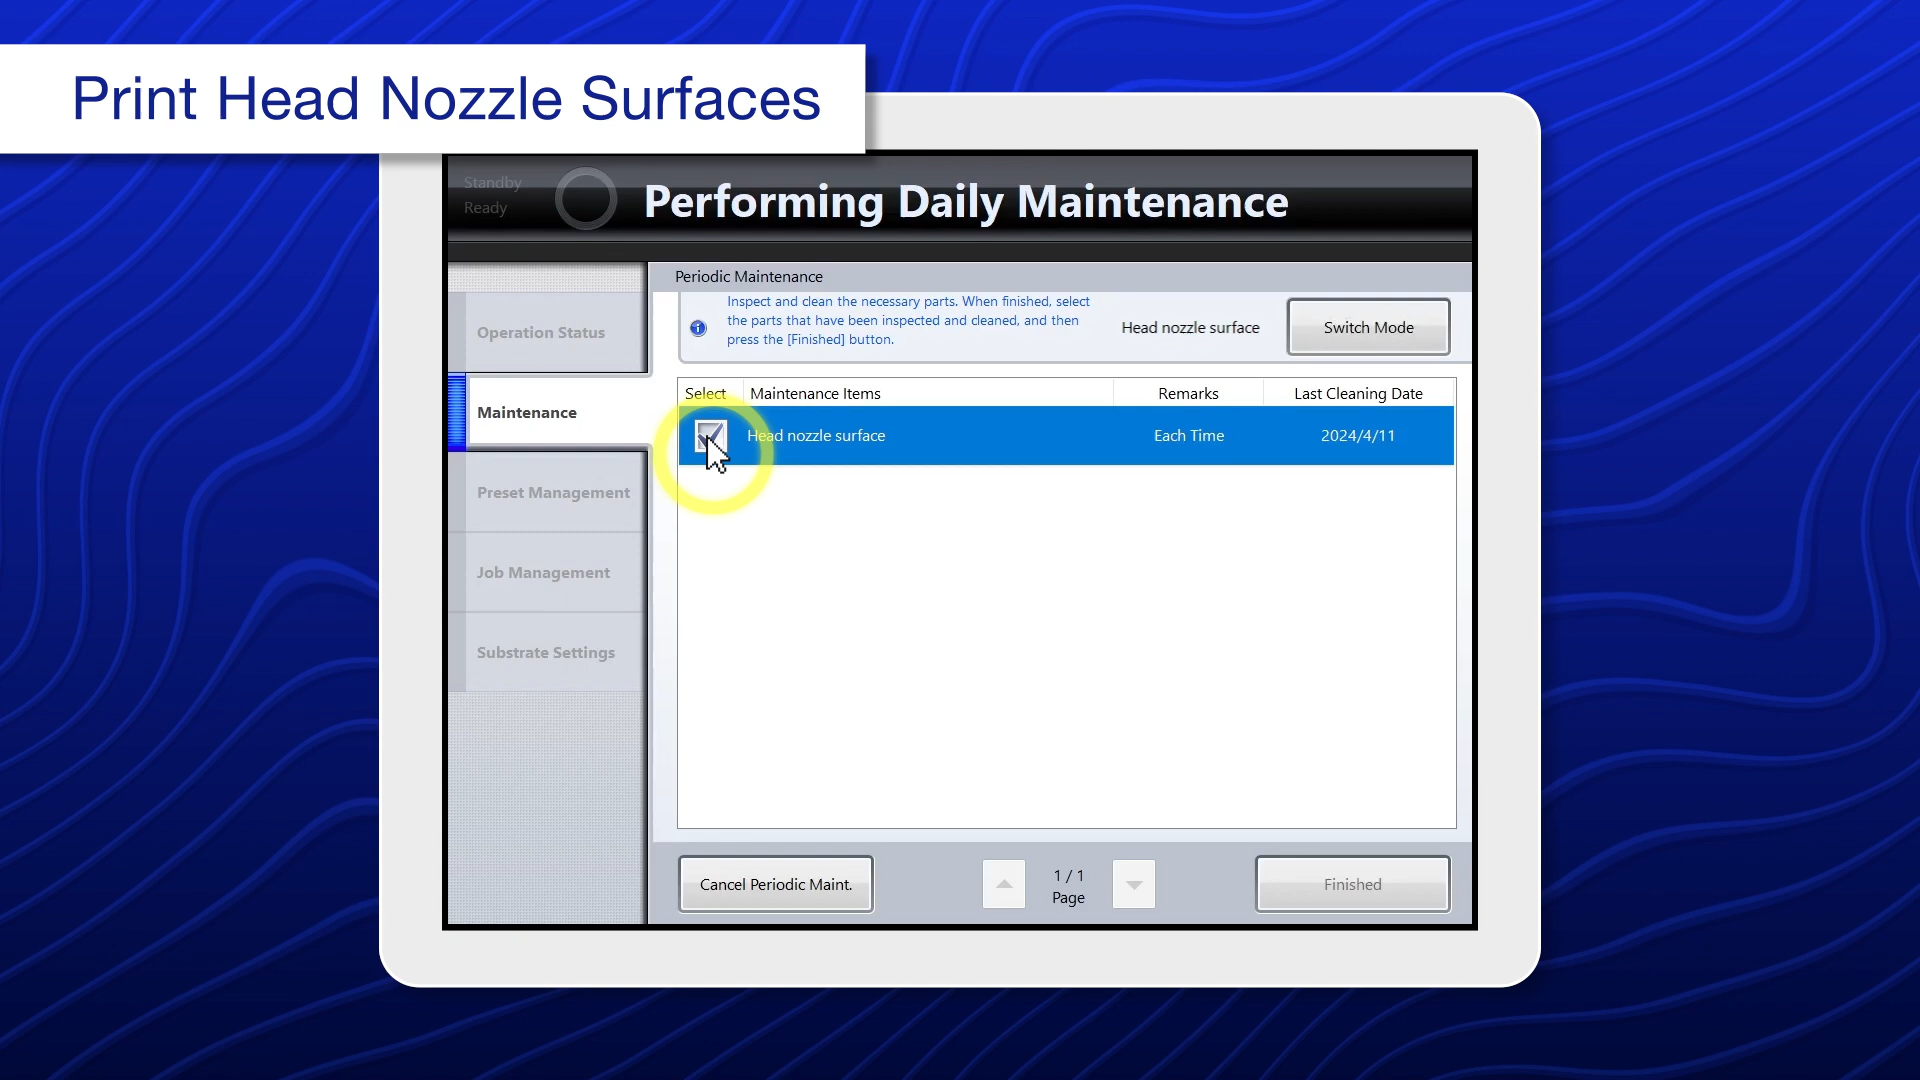 Print Head Nozzle Surfaces
Standby
Ready
Performing Daily Maintenance
Periodic Maintenance
Inspect and clean the necessary parts. When finished, select
the parts that have been inspected and cleaned, and then
press the [Finished] button.
Head nozzle surface
Switch Mode
Operation Status
Maintenance
Preset Management
Job Management
Substrate Settings
Select Maintenance Items Remarks Last Cleaning Date
Head nozzle surface Each Time 2024/4/11
Cancel Periodic Maint.
1 / 1
Page
Finished